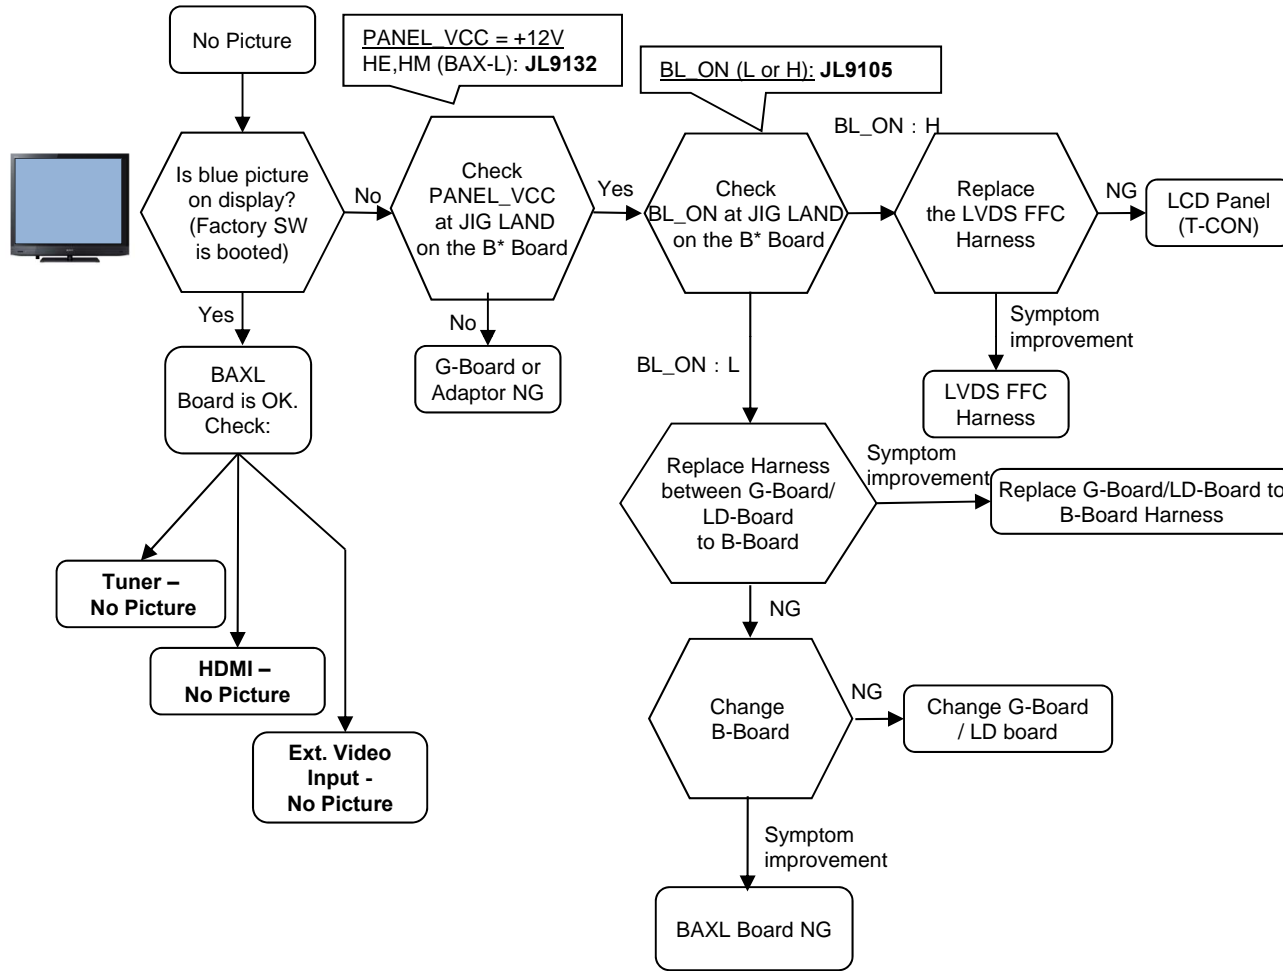 No Picture
PANEL_VCC = +12V
HE,HM (BAX-L): JL9132
BL_ON (L or H): JL9105
Is blue picture
on display?
(Factory SW
is booted)
No
Check
PANEL_VCC
at JIG LAND
on the B* Board
Yes
Check
BL_ON at JIG LAND
on the B* Board
BL_ON : H
Replace
the LVDS FFC
Harness
NG
LCD Panel
(T-CON)
Yes
No
BL_ON : L
Symptom
improvement
BAXL
Board is OK.
Check:
G-Board or
Adaptor NG
LVDS FFC
Harness
Replace Harness
between G-Board/
LD-Board
to B-Board
Symptom
improvement
Replace G-Board/LD-Board to
B-Board Harness
Tuner –
No Picture
HDMI –
No Picture
Ext. Video
Input -
No Picture
NG
Change
B-Board
NG
Change G-Board
/ LD board
Symptom
improvement
BAXL Board NG